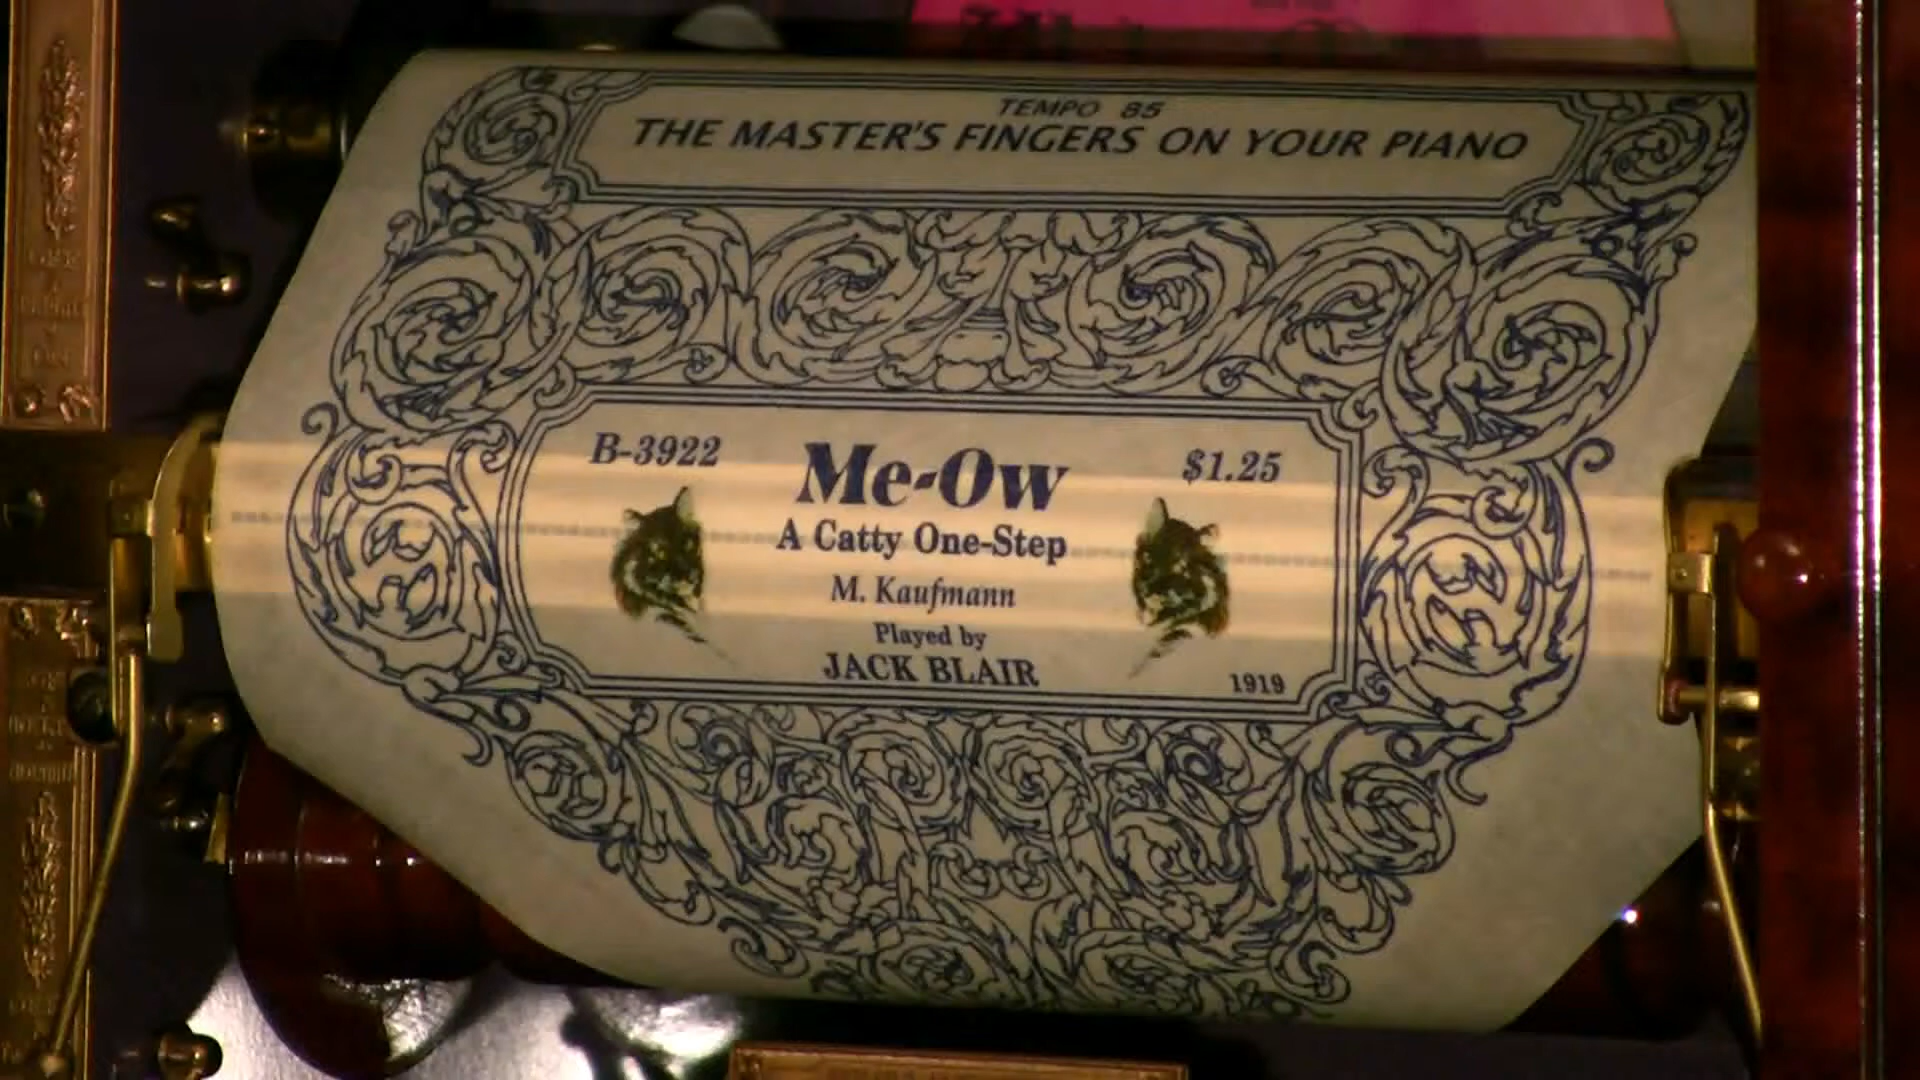 TEMPO 85
THE MASTER'S FINGERS ON YOUR PIANO
B-3922
Me-Ow
$1.25
A Catty One-Step
M. Kaufmann
Played by
JACK BLAIR
1919